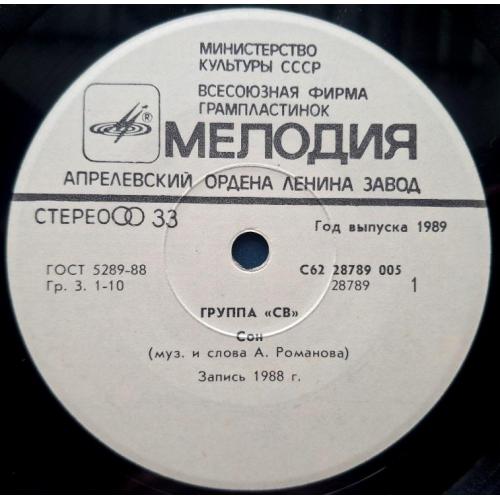 МИНИСТЕРСТВО
КУЛЬТУРЫ СССР
ВСЕСОЮЗНАЯ ФИРМА
ГРАМПЛАСТИНОК
®
МЕЛОДИЯ
АПРЕЛЕВСКИЙ ОРДЕНА ЛЕНИНА ЗАВОД
СТЕРЕО 33
Год выпуска 1989
ГОСТ 5289-88
Гр. 3. 1-10
С62 28789 005
28789
1
ГРУППА «СВ»
Сон
(муз. и слова А. Романова)
Запись 1988 г.